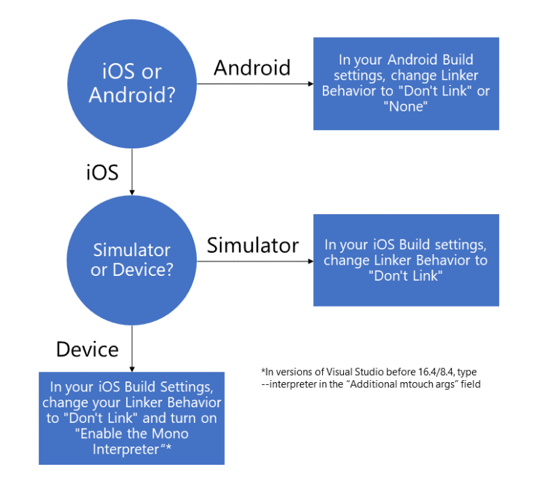 iOS or
Android?
Android
In your Android Build
settings, change Linker
Behavior to "Don't Link" or
"None"
iOS
Simulator
or Device?
Simulator
In your iOS Build settings,
change Linker Behavior to
"Don't Link"
Device
*In versions of Visual Studio before 16.4/8.4, type
--interpreter in the “Additional mtouch args” field
In your iOS Build Settings,
change your Linker Behavior
to "Don't Link" and turn on
"Enable the Mono
Interpreter“*